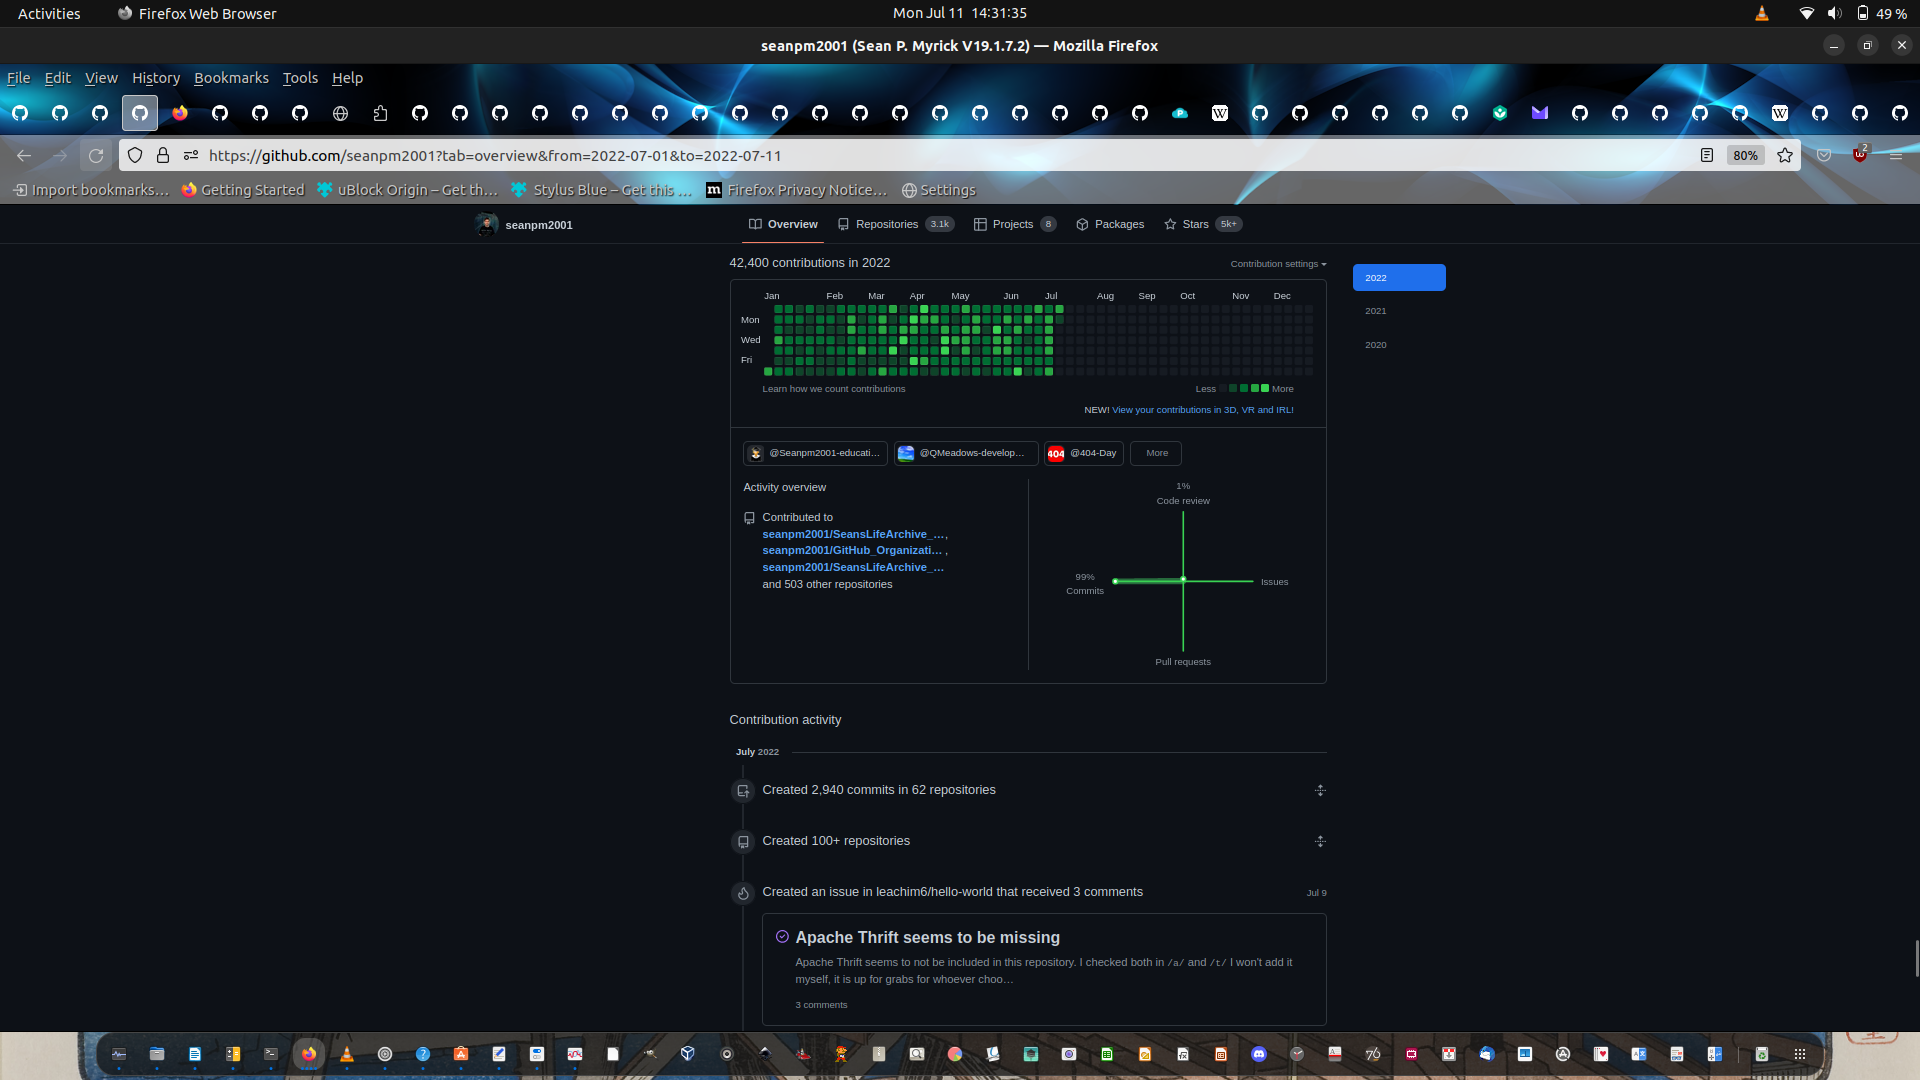 Activities
Firefox Web Browser
Mon Jul 11 14:31:35
49 %
seanpm2001 (Sean P. Myrick V19.1.7.2) — Mozilla Firefox
File Edit View History Bookmarks Tools Help
https://github.com/seanpm2001?tab=overview&from=2022-07-01&to=2022-07-11
80%
2
Import bookmarks...
Getting Started
uBlock Origin – Get th...
Stylus Blue – Get this ...
Firefox Privacy Notice...
Settings
seanpm2001
Overview
Repositories 3.1k
Projects 8
Packages
Stars 5k+
42,400 contributions in 2022
Contribution settings
2022
2021
2020
Jan Feb Mar Apr May Jun Jul Aug Sep Oct Nov Dec
Mon
Wed
Fri
Learn how we count contributions
Less More
NEW! View your contributions in 3D, VR and IRL!
@Seanpm2001-educati...
@QMeadows-develop...
404 @404-Day
More
Activity overview
Contributed to
seanpm2001/SeansLifeArchive_...,
seanpm2001/GitHub_Organizati... ,
seanpm2001/SeansLifeArchive_...
and 503 other repositories
1%
Code review
99%
Commits
Issues
Pull requests
Contribution activity
July 2022
Created 2,940 commits in 62 repositories
Created 100+ repositories
Created an issue in leachim6/hello-world that received 3 comments
Jul 9
Apache Thrift seems to be missing
Apache Thrift seems to not be included in this repository. I checked both in /a/ and /t/ I won't add it
myself, it is up for grabs for whoever choo...
3 comments